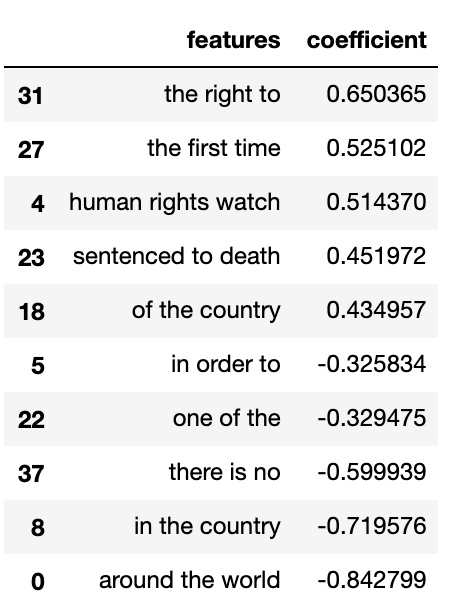 features coefficient
31 the right to 0.650365
27 the first time 0.525102
4 human rights watch 0.514370
23 sentenced to death 0.451972
18 of the country 0.434957
5 in order to -0.325834
22 one of the -0.329475
37 there is no -0.599939
8 in the country -0.719576
0 around the world -0.842799